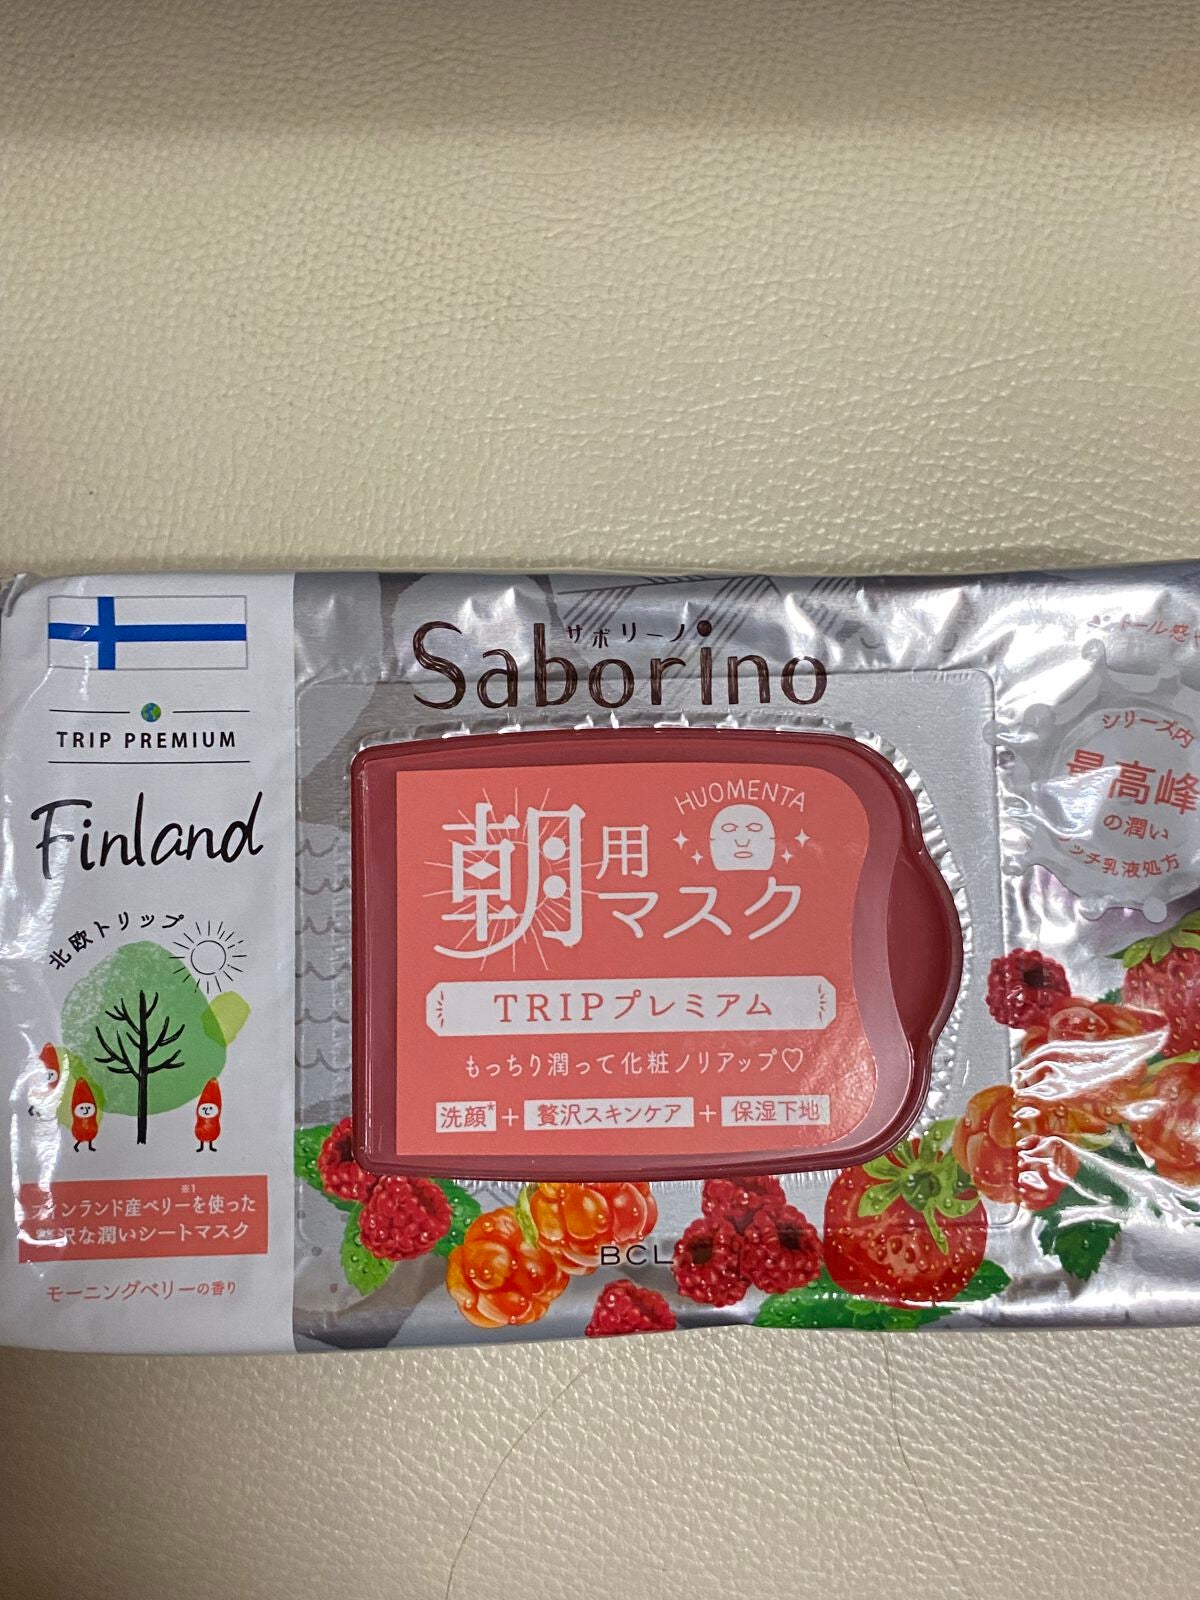 TRIP PREMIUM
Finland
北欧トリップ
※1
フィンランド産ベリーを使った
贅沢な潤いシートマスク
モーニングベリーの香り
サボリーノ
Saborino
HUOMENTA
朝用
マスク
TRIPプレミアム
もっちり潤って化粧ノリアップ♡
洗顔* + 贅沢スキンケア + 保湿下地
BCL
シリーズ内
最高峰
の潤い
乳液処方